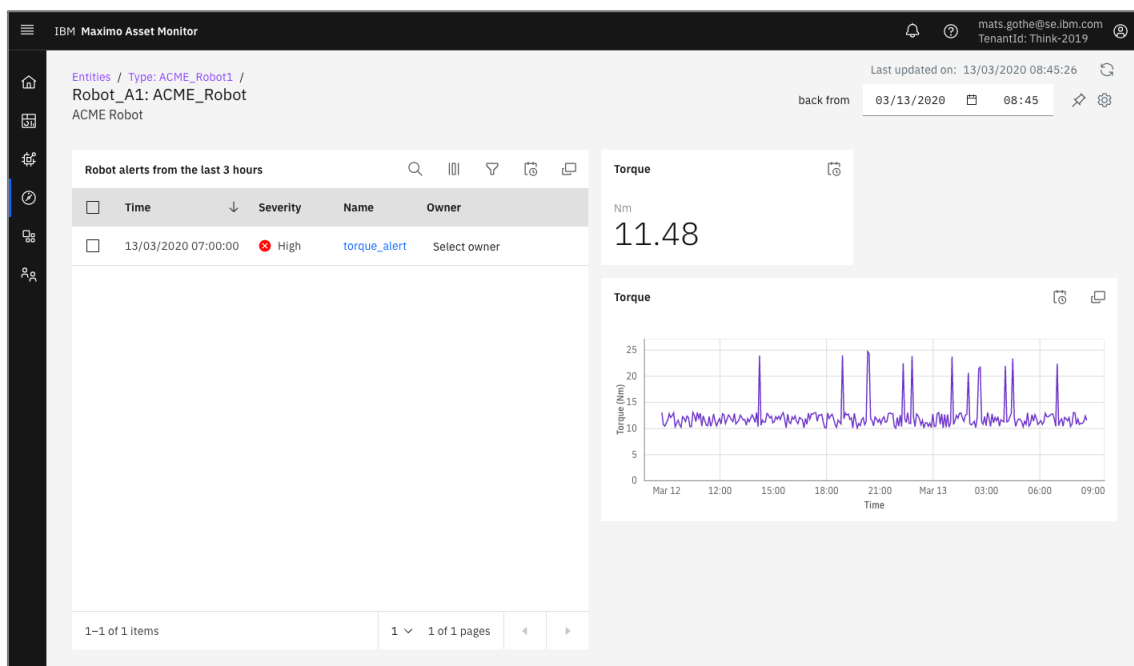 IBM Maximo Asset Monitor
mats.gothe@se.ibm.com
TenantId: Think-2019
Entities / Type: ACME_Robot1 /
Robot_A1: ACME_Robot
ACME Robot
Last updated on: 13/03/2020 08:45:26
back from 03/13/2020 08:45
Robot alerts from the last 3 hours
Time Severity Name Owner
13/03/2020 07:00:00 High torque_alert Select owner
1–1 of 1 items 1 1 of 1 pages
Torque
Nm
11.48
Torque
25
20
15
10
5
0
Torque (Nm)
Mar 12 12:00 15:00 18:00 21:00 Mar 13 03:00 06:00 09:00
Time